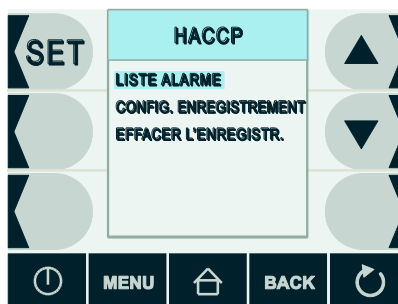 HACCP
SET
LISTE ALARME
CONFIG. ENREGISTREMENT
EFFACER L'ENREGISTR.
MENU
BACK